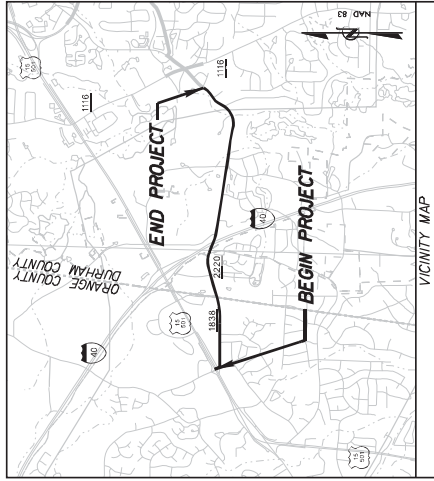 VICINITY MAP
NAD 83
15
501
1116
1116
END PROJECT
40
BEGIN PROJECT
2220
ORANGE COUNTY
DURHAM COUNTY
1838
15
501
40
15
501